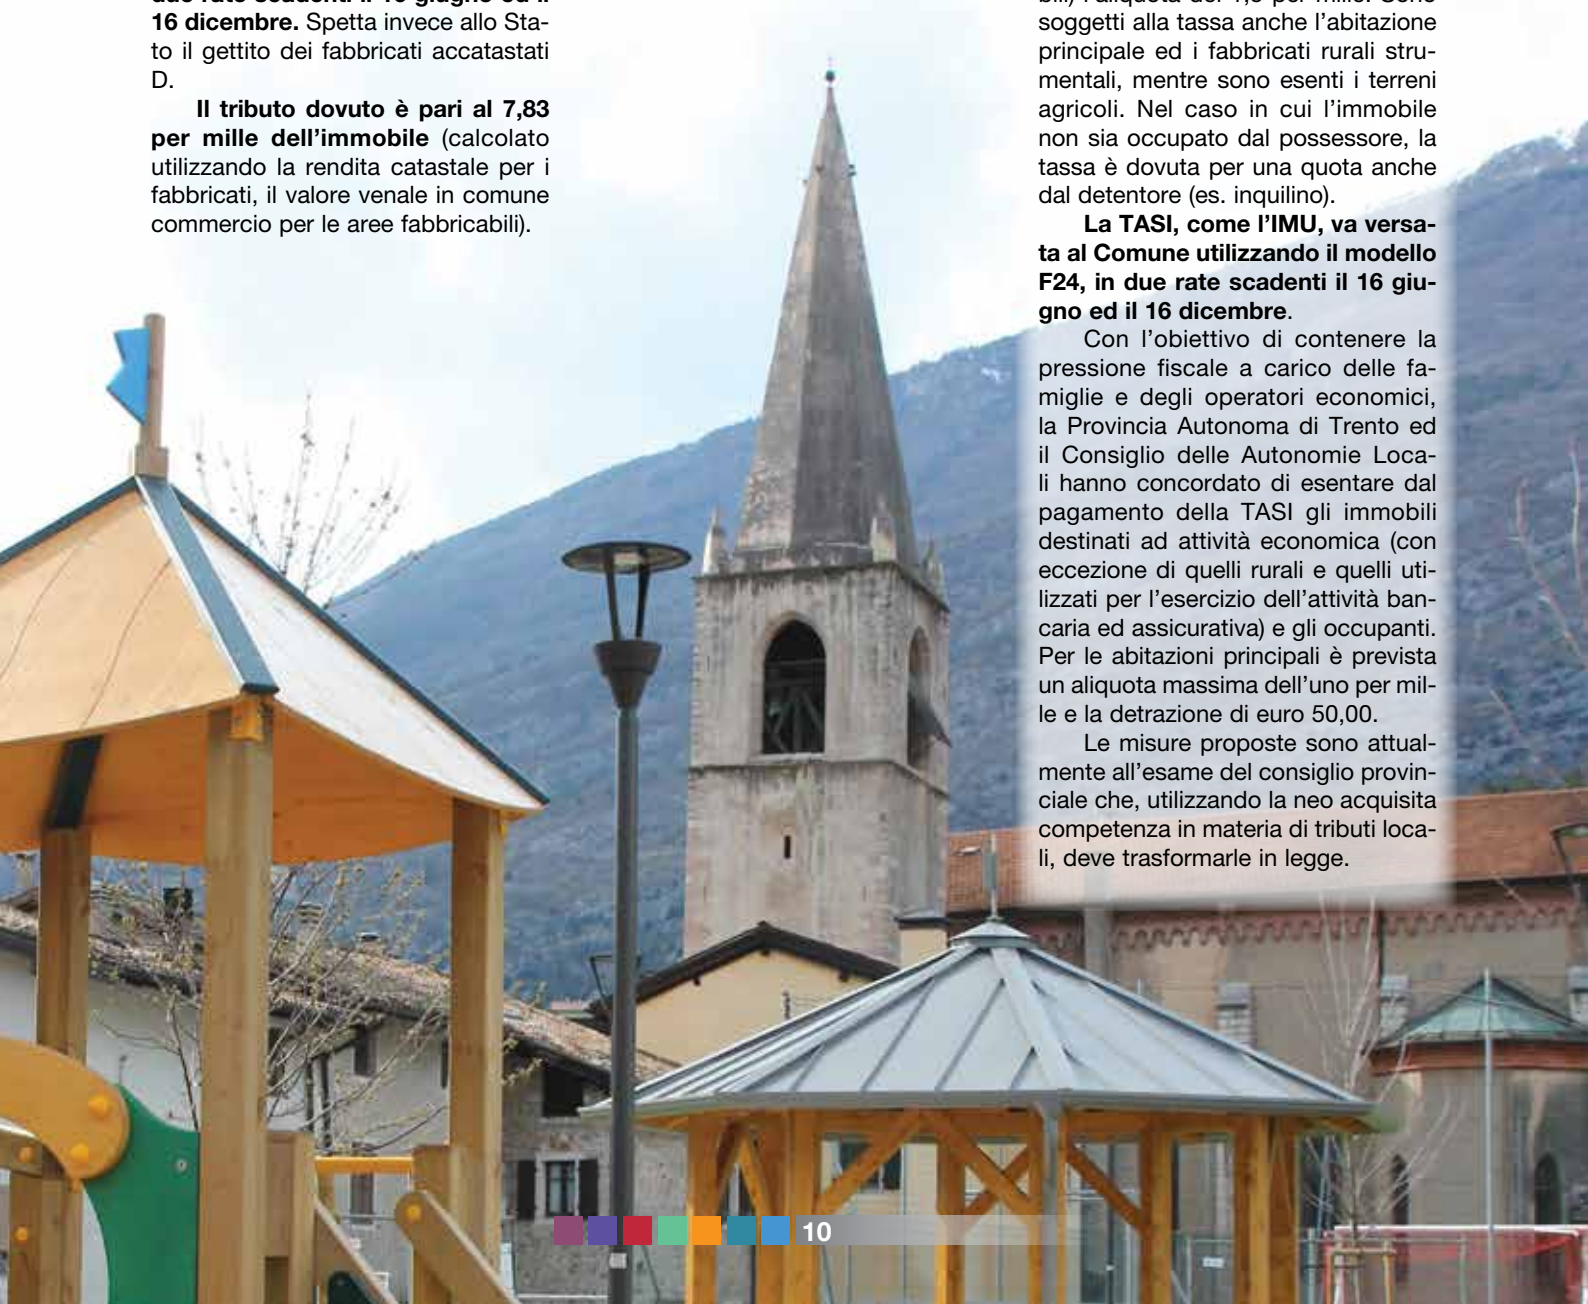 16 dicembre. Spetta invece allo Sta-
to il gettito dei fabbricati accatastati
D.
Il tributo dovuto è pari al 7,83
per mille dell'immobile (calcolato
utilizzando la rendita catastale per i
fabbricati, il valore venale in comune
commercio per le aree fabbricabili).
soggetti alla tassa anche l'abitazione
principale ed i fabbricati rurali stru-
mentali, mentre sono esenti i terreni
agricoli. Nel caso in cui l'immobile
non sia occupato dal possessore, la
tassa è dovuta per una quota anche
dal detentore (es. inquilino).
La TASI, come l'IMU, va versa-
ta al Comune utilizzando il modello
F24, in due rate scadenti il 16 giu-
gno ed il 16 dicembre.
Con l'obiettivo di contenere la
pressione fiscale a carico delle fa-
miglie e degli operatori economici,
la Provincia Autonoma di Trento ed
il Consiglio delle Autonomie Loca-
li hanno concordato di esentare dal
pagamento della TASI gli immobili
destinati ad attività economica (con
eccezione di quelli rurali e quelli uti-
lizzati per l'esercizio dell'attività ban-
caria ed assicurativa) e gli occupanti.
Per le abitazioni principali è prevista
un aliquota massima dell'uno per mil-
le e la detrazione di euro 50,00.
Le misure proposte sono attual-
mente all'esame del consiglio provin-
ciale che, utilizzando la neo acquisita
competenza in materia di tributi loca-
li, deve trasformarle in legge.
10